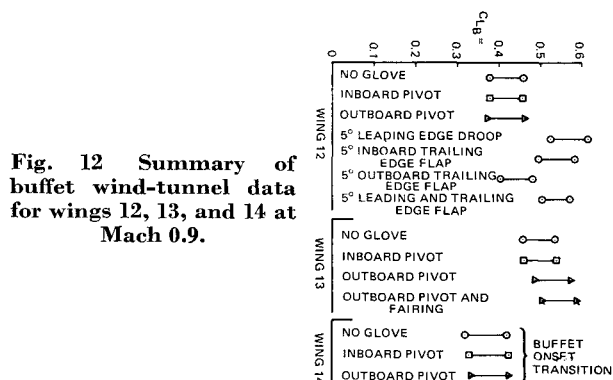 Fig. 12 Summary of
buffet wind-tunnel data
for wings 12, 13, and 14 at
Mach 0.9.
CLB =
0
0.1
0.2
0.3
0.4
0.5
0.6
WING 12
NO GLOVE
INBOARD PIVOT
OUTBOARD PIVOT
5° LEADING EDGE DROOP
5° INBOARD TRAILING
EDGE FLAP
5° OUTBOARD TRAILING
EDGE FLAP
5° LEADING AND TRAILING
EDGE FLAP
WING 13
NO GLOVE
INBOARD PIVOT
OUTBOARD PIVOT
OUTBOARD PIVOT AND
FAIRING
WING 14
NO GLOVE
INBOARD PIVOT
OUTBOARD PIVOT
BUFFET
ONSET
TRANSITION